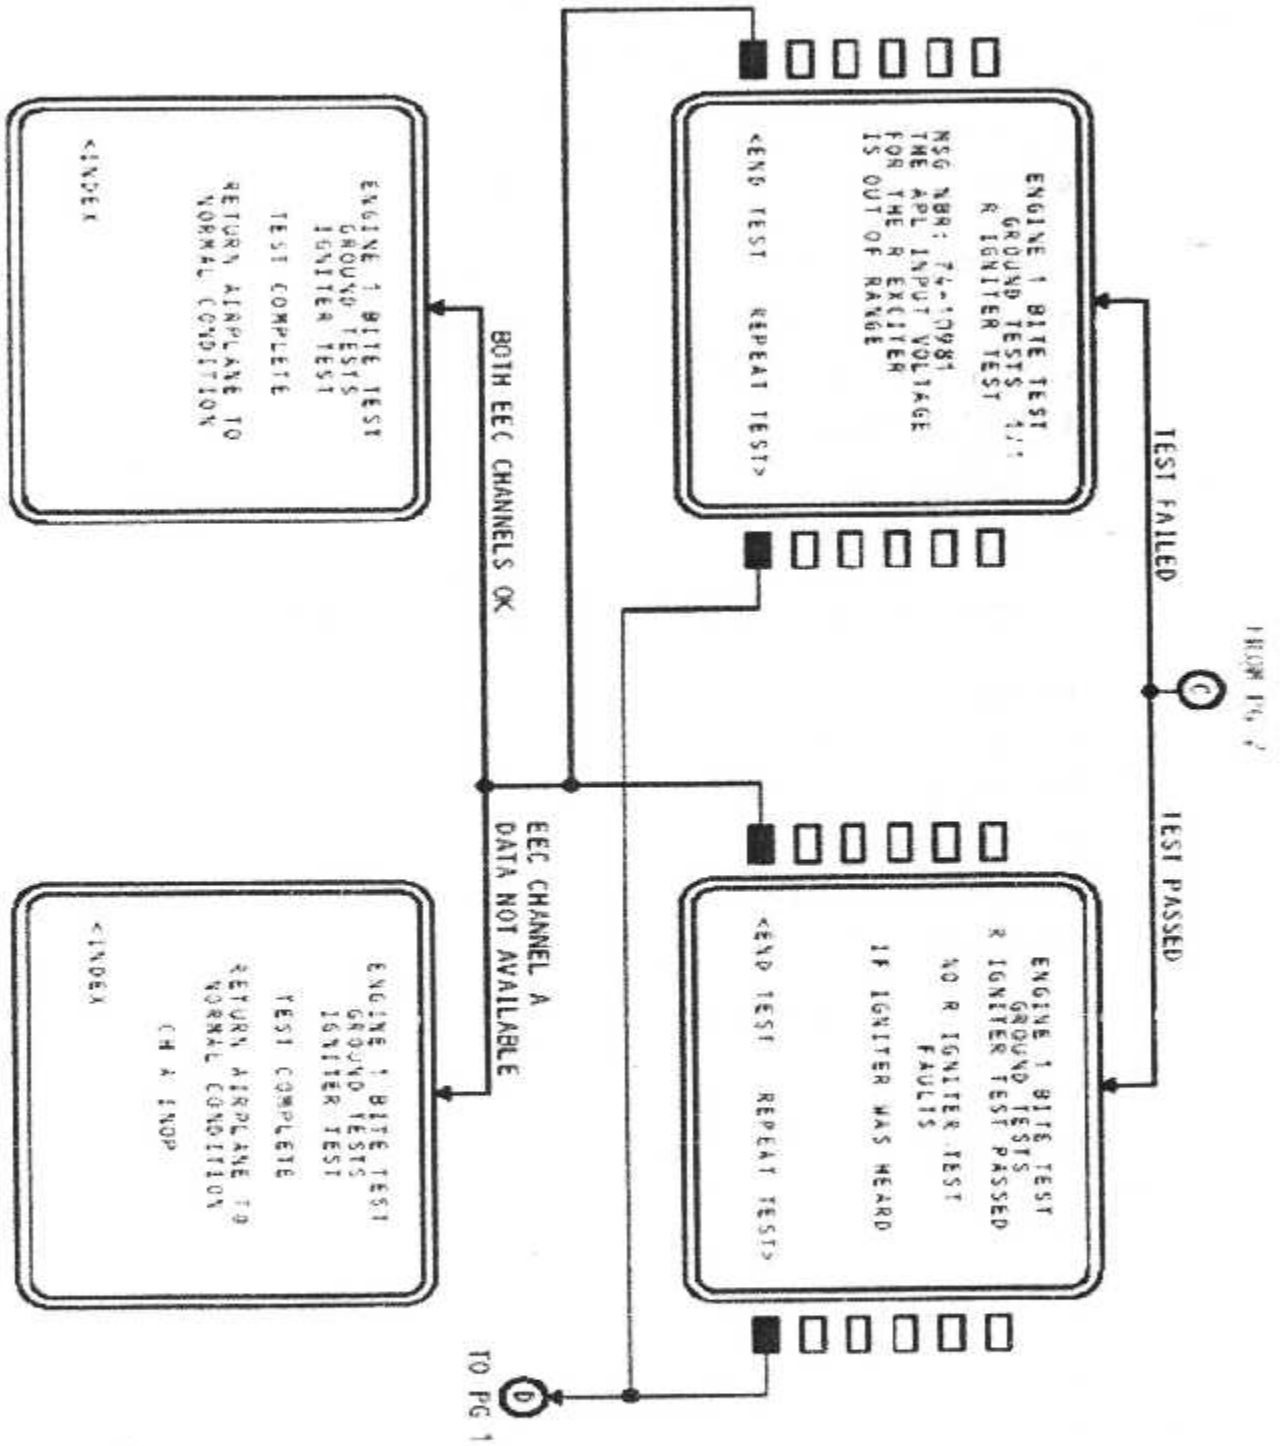 FROM PG 2
C
TEST FAILED
TEST PASSED
ENGINE 1 BITE TEST
GROUND TESTS 1/1
R IGNITER TEST
MSG NBR: 74-10981
THE APL INPUT VOLTAGE
FOR THE R EXCITER
IS OUT OF RANGE
<END TEST REPEAT TEST>
ENGINE 1 BITE TEST
GROUND TESTS
R IGNITER TEST PASSED
NO R IGNITER TEST
FAULTS
IF IGNITER WAS HEARD
<END TEST REPEAT TEST>
BOTH EEC CHANNELS OK
EEC CHANNEL A
DATA NOT AVAILABLE
D
TO PG 1
ENGINE 1 BITE TEST
GROUND TESTS
IGNITER TEST
TEST COMPLETE
RETURN AIRPLANE TO
NORMAL CONDITION
<INDEX
ENGINE 1 BITE TEST
GROUND TESTS
IGNITER TEST
TEST COMPLETE
RETURN AIRPLANE TO
NORMAL CONDITION
CH A INOP
<INDEX